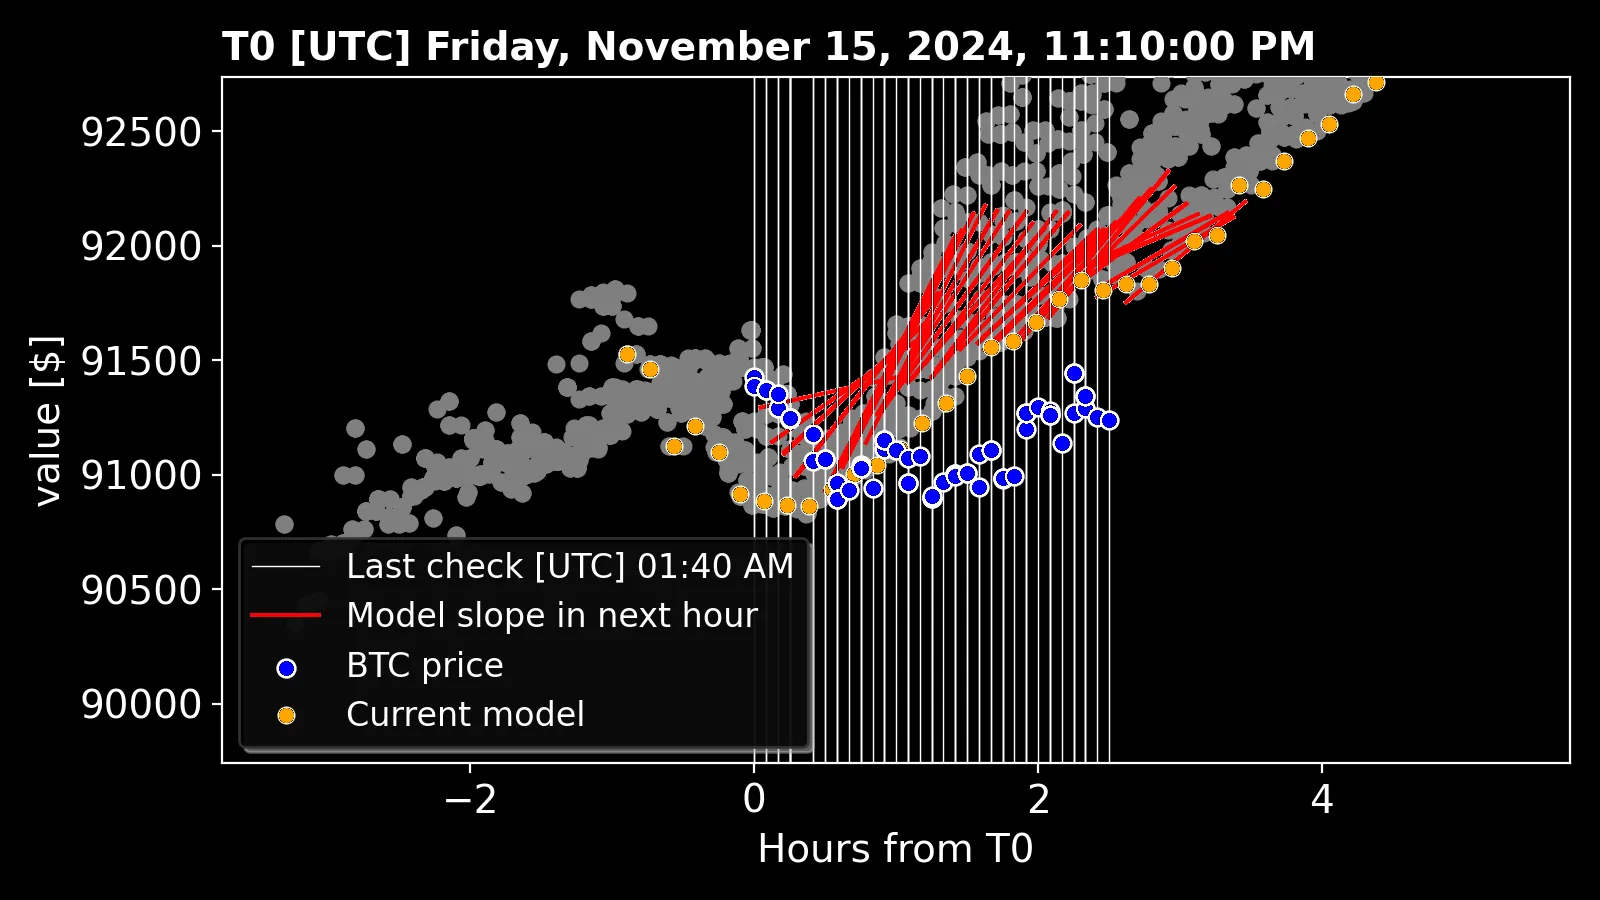 T0 [UTC] Friday, November 15, 2024, 11:10:00 PM
value [$]
92500
92000
91500
91000
90500
90000
Last check [UTC] 01:40 AM
Model slope in next hour
BTC price
Current model
−2
0
2
4
Hours from T0